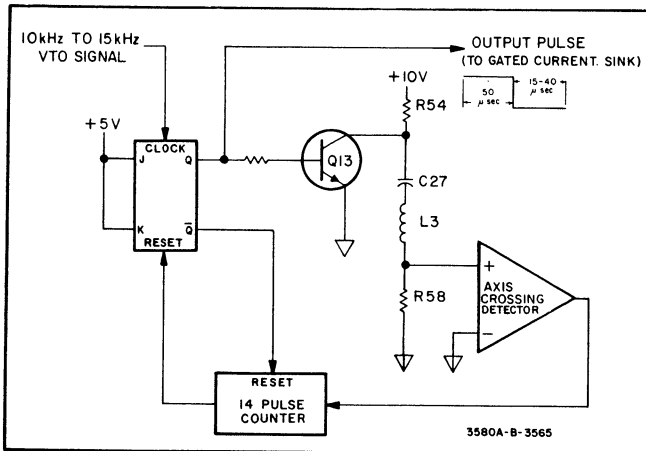 10kHz TO 15kHz
VTO SIGNAL
OUTPUT PULSE
(TO GATED CURRENT. SINK)
50
μ sec
15-40
μ sec
+10V
R54
+5V
CLOCK
J
Q
K
Q̅
RESET
Q13
C27
L3
R58
+
AXIS
CROSSING
DETECTOR
−
RESET
14 PULSE
COUNTER
3580A-B-3565